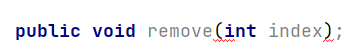 public void remove(int index);